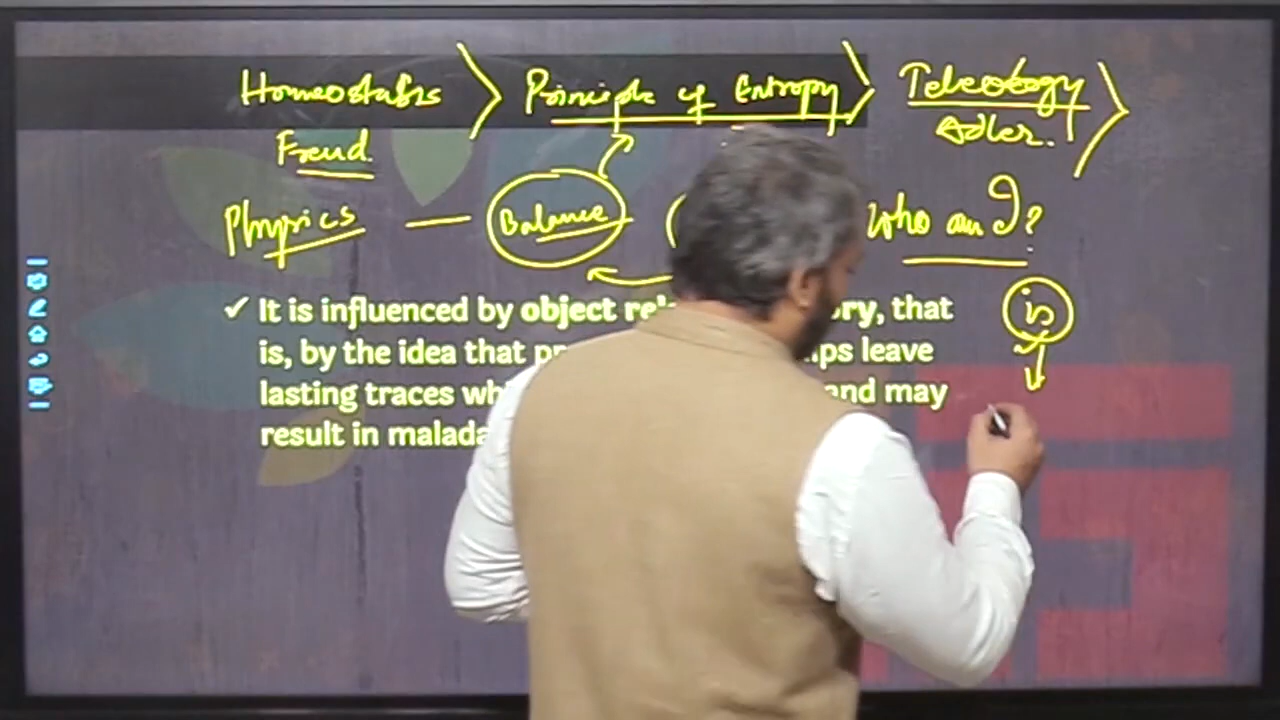 Homeostasis > Principle of Entropy > Teleology >
Freud.
Adler.
Physics — Balance ( Who am I?
is
✓ It is influenced by object rel ory, that
is, by the idea that pr ps leave
lasting traces wh and may
result in malada